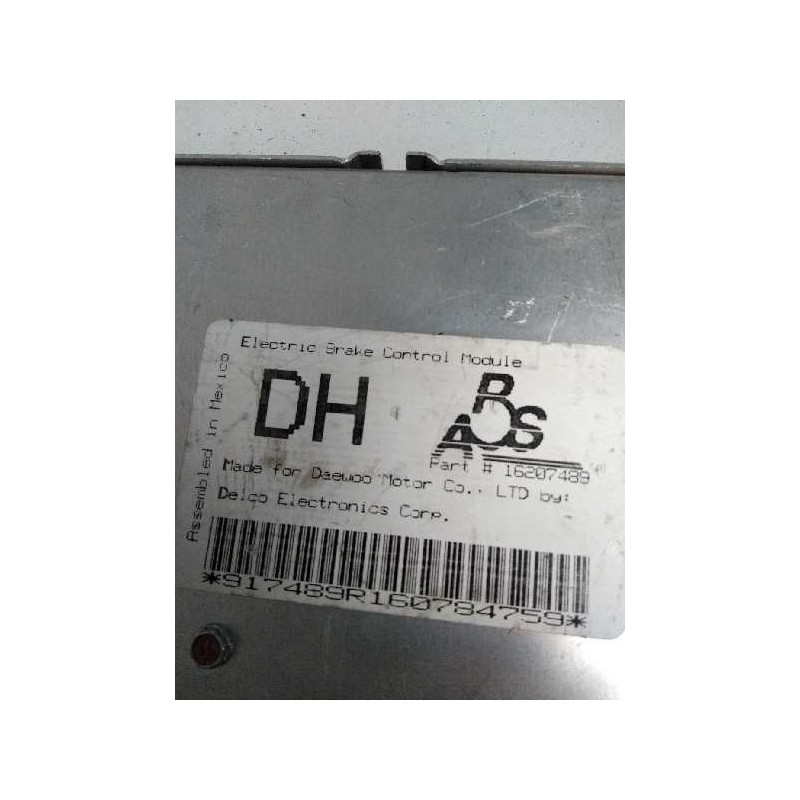 Electric Brake Control Module
Assembled in Mexico
DH
ABS
Part # 16207489
Made for Daewoo Motor Co., LTD by:
Delco Electronics Corp.
*917489R160784759*